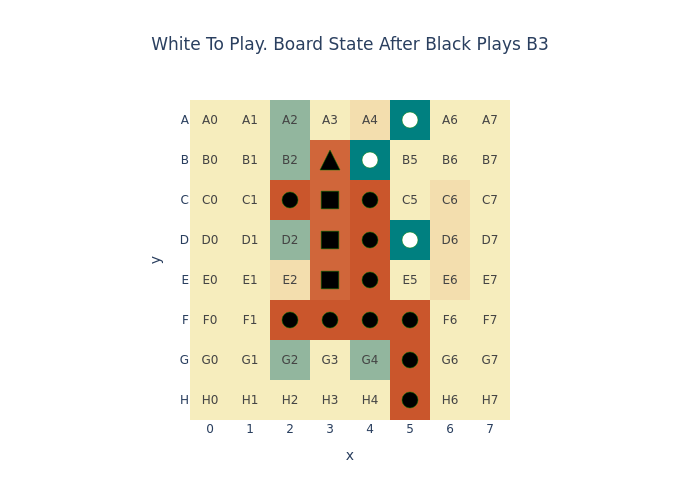 White To Play. Board State After Black Plays B3
A A0 A1 A2 A3 A4 A6 A7
B B0 B1 B2 B5 B6 B7
C C0 C1 C5 C6 C7
D D0 D1 D2 D6 D7
E E0 E1 E2 E5 E6 E7
F F0 F1 F6 F7
G G0 G1 G2 G3 G4 G6 G7
H H0 H1 H2 H3 H4 H6 H7
0 1 2 3 4 5 6 7
x
y